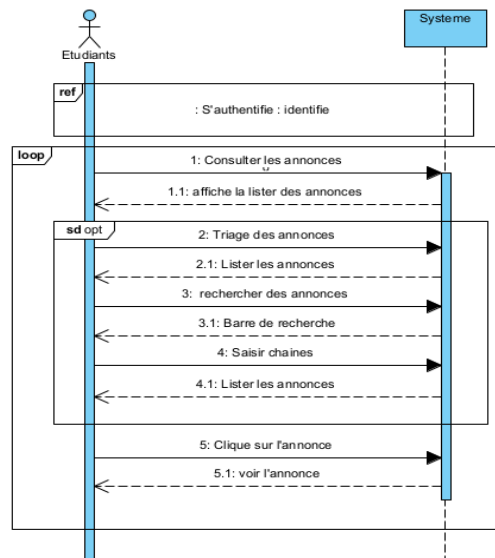 Systeme
Etudiants
ref
: S'authentifie : identifie
loop
1: Consulter les annonces
1.1: affiche la lister des annonces
sd opt
2: Triage des annonces
2.1: Lister les annonces
3: rechercher des annonces
3.1: Barre de recherche
4: Saisir chaines
4.1: Lister les annonces
5: Clique sur l'annonce
5.1: voir l'annonce